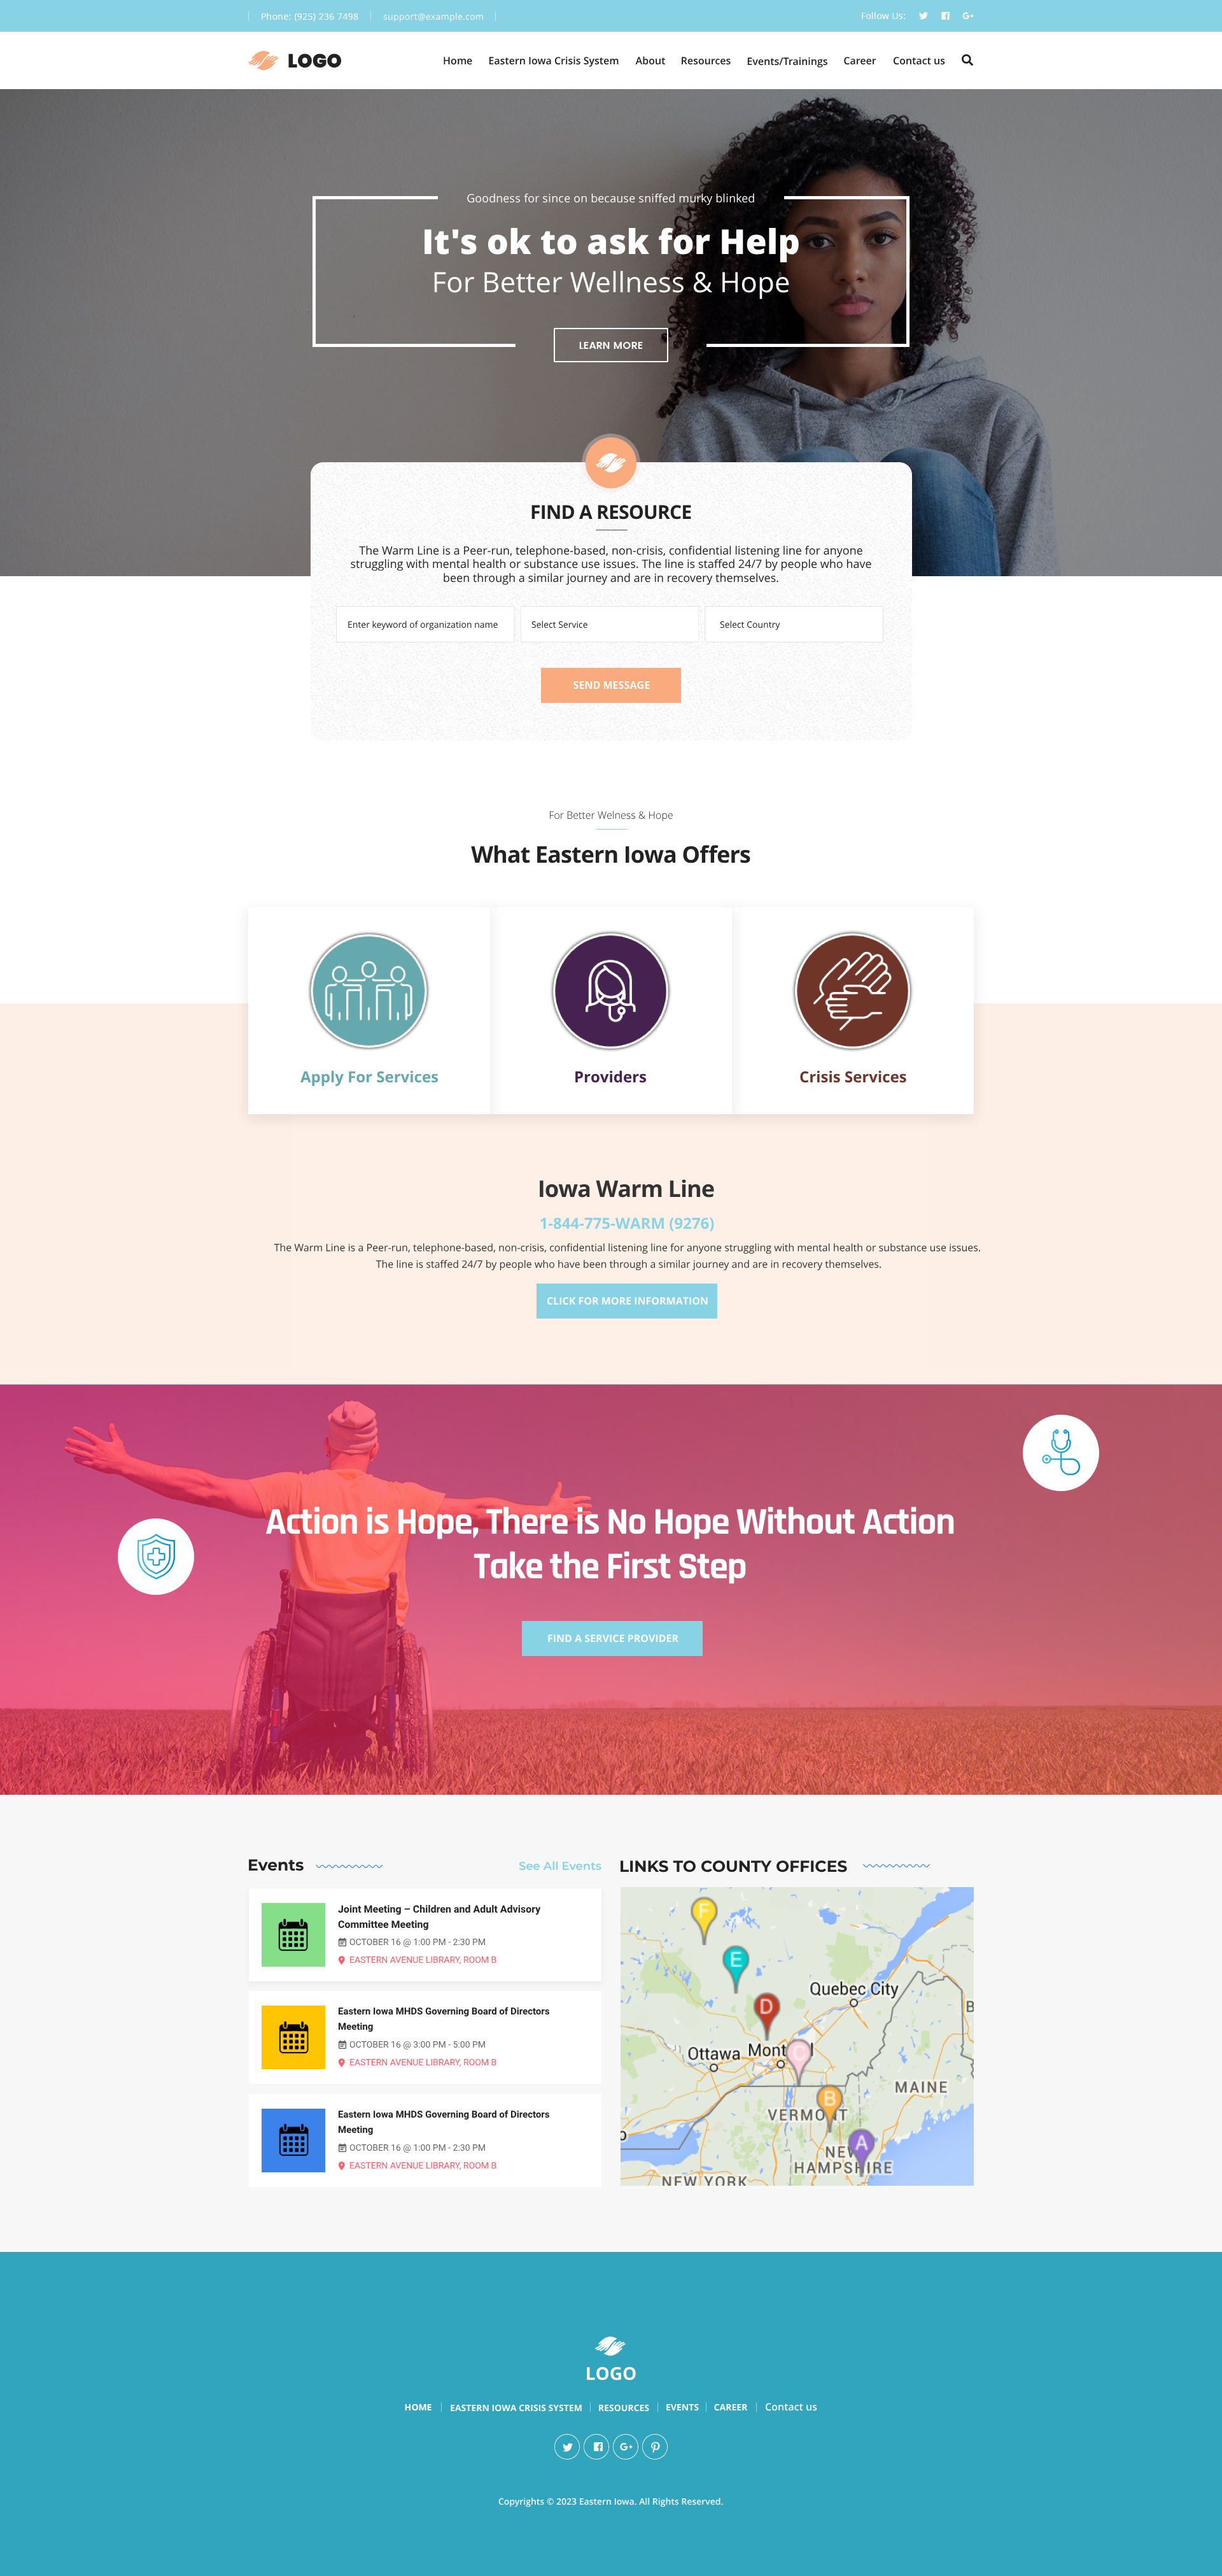 Phone: (925) 236 7498
support@example.com
Follow Us:
LOGO
Home Eastern Iowa Crisis System About Resources Events/Trainings Career Contact us
Goodness for since on because sniffed murky blinked
It's ok to ask for Help
For Better Wellness & Hope
LEARN MORE
FIND A RESOURCE
The Warm Line is a Peer-run, telephone-based, non-crisis, confidential listening line for anyone
struggling with mental health or substance use issues. The line is staffed 24/7 by people who have
been through a similar journey and are in recovery themselves.
Enter keyword of organization name
Select Service
Select Country
SEND MESSAGE
For Better Welness & Hope
What Eastern Iowa Offers
Apply For Services
Providers
Crisis Services
Iowa Warm Line
1-844-775-WARM (9276)
The Warm Line is a Peer-run, telephone-based, non-crisis, confidential listening line for anyone struggling with mental health or substance use issues.
The line is staffed 24/7 by people who have been through a similar journey and are in recovery themselves.
CLICK FOR MORE INFORMATION
Action is Hope, There is No Hope Without Action
Take the First Step
FIND A SERVICE PROVIDER
Events
See All Events
Joint Meeting – Children and Adult Advisory
Committee Meeting
OCTOBER 16 @ 1:00 PM - 2:30 PM
EASTERN AVENUE LIBRARY, ROOM B
Eastern Iowa MHDS Governing Board of Directors
Meeting
OCTOBER 16 @ 3:00 PM - 5:00 PM
EASTERN AVENUE LIBRARY, ROOM B
Eastern Iowa MHDS Governing Board of Directors
Meeting
OCTOBER 16 @ 1:00 PM - 2:30 PM
EASTERN AVENUE LIBRARY, ROOM B
LINKS TO COUNTY OFFICES
F
E
Quebec City
D
B
Ottawa
C
MAINE
B
VERMONT
A
NEW
HAMPSHIRE
NEW YORK
LOGO
HOME EASTERN IOWA CRISIS SYSTEM RESOURCES EVENTS CAREER Contact us
Copyrights © 2023 Eastern Iowa. All Rights Reserved.